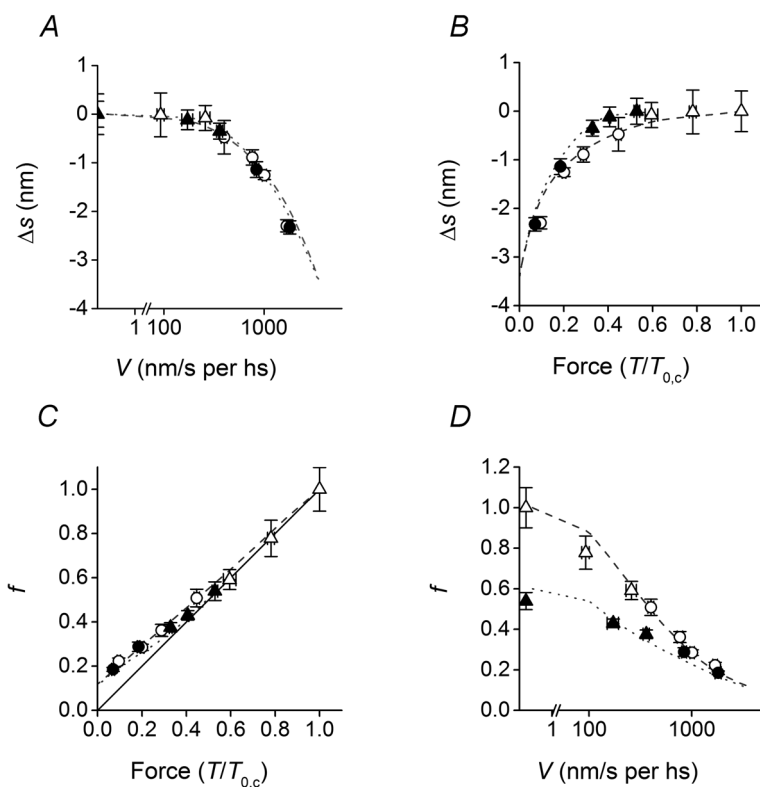 A
B
1
0
-1
-2
-3
-4
Δs (nm)
1 100 1000
V (nm/s per hs)
1
0
-1
-2
-3
-4
Δs (nm)
0.0 0.2 0.4 0.6 0.8 1.0
Force (T/T0,c)
C
D
1.0
0.8
0.6
0.4
0.2
0.0
f
0.0 0.2 0.4 0.6 0.8 1.0
Force (T/T0,c)
1.2
1.0
0.8
0.6
0.4
0.2
0.0
f
1 100 1000
V (nm/s per hs)